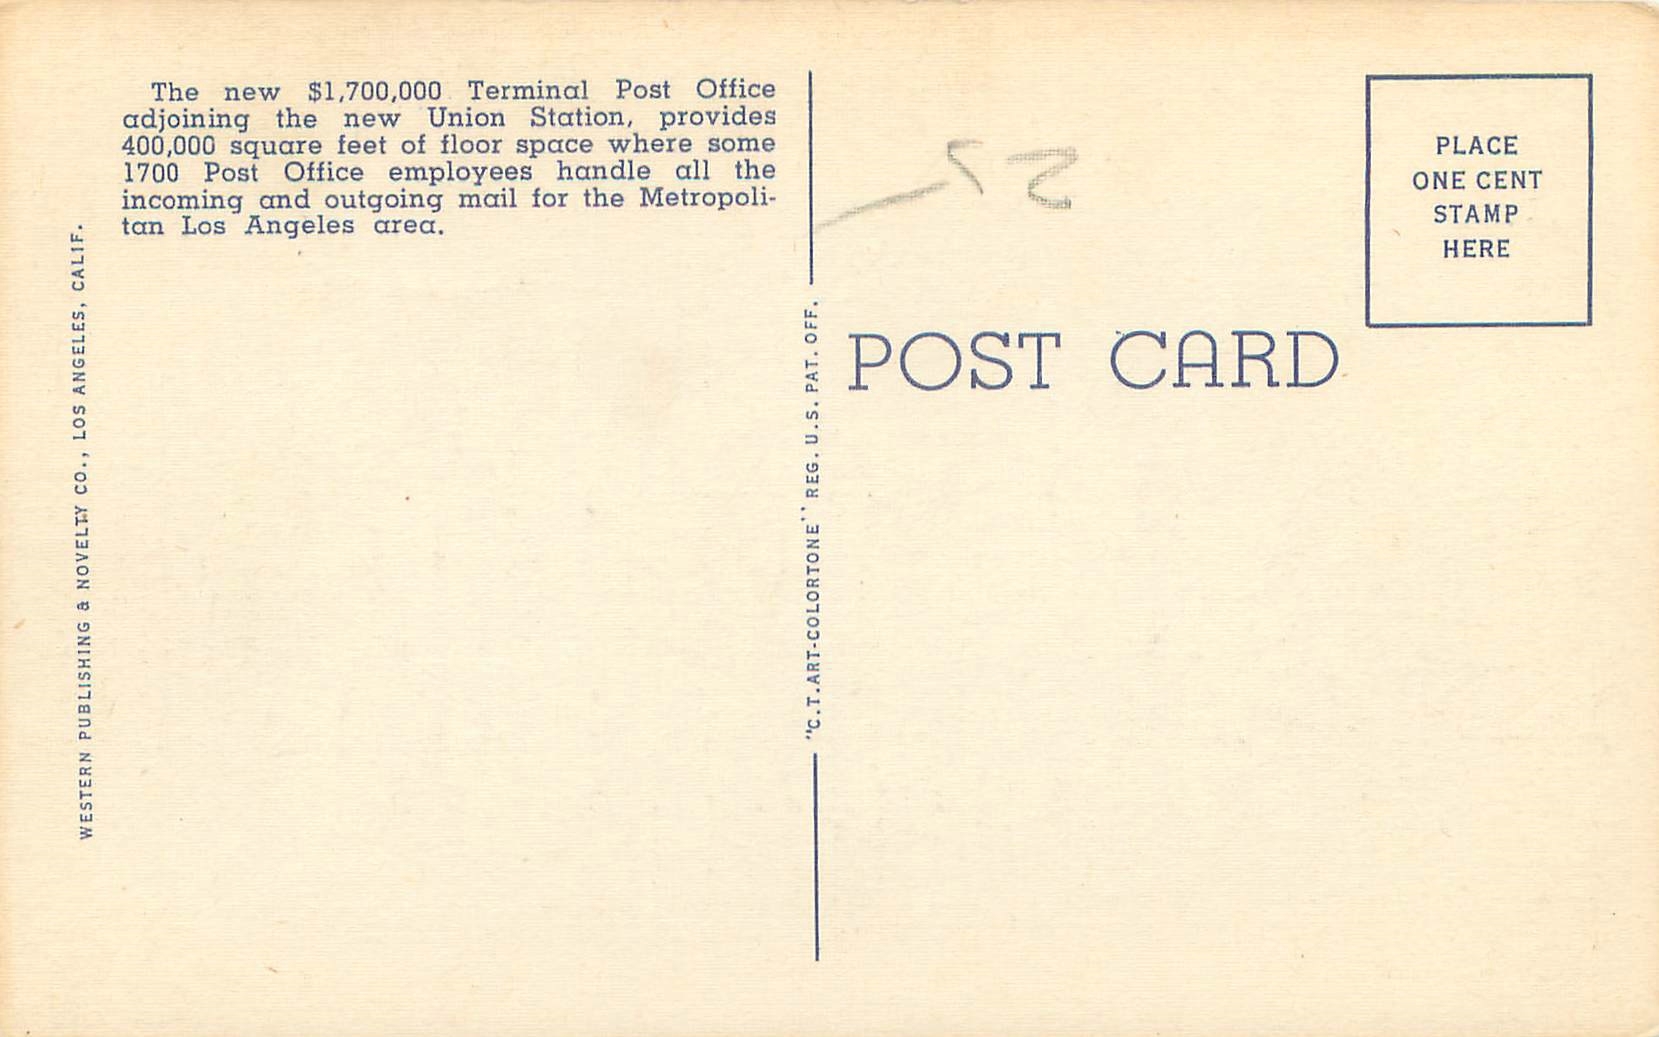 The new $1,700,000 Terminal Post Office
adjoining the new Union Station, provides
400,000 square feet of floor space where some
1700 Post Office employees handle all the
incoming and outgoing mail for the Metropoli-
tan Los Angeles area.
WESTERN PUBLISHING & NOVELTY CO., LOS ANGELES, CALIF.
"C.T.ART-COLORTONE" REG. U.S. PAT. OFF.
POST CARD
PLACE
ONE CENT
STAMP
HERE